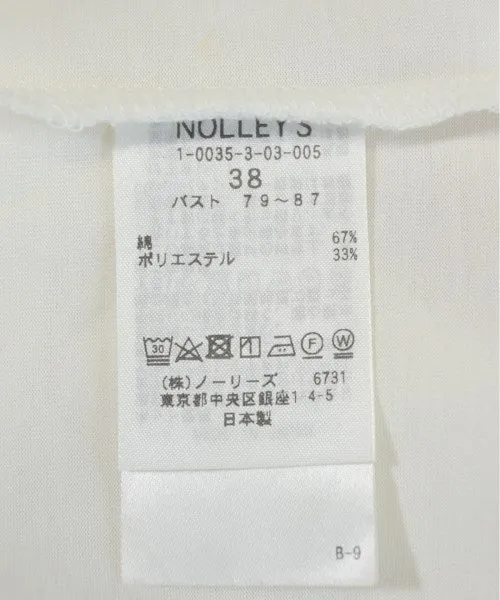 NOLLEY'S
1-0035-3-03-005
38
バスト 79～87
綿 67%
ポリエステル 33%
30 F W
(株)ノーリーズ 6731
東京都中央区銀座1-4-5
日本製
B-9